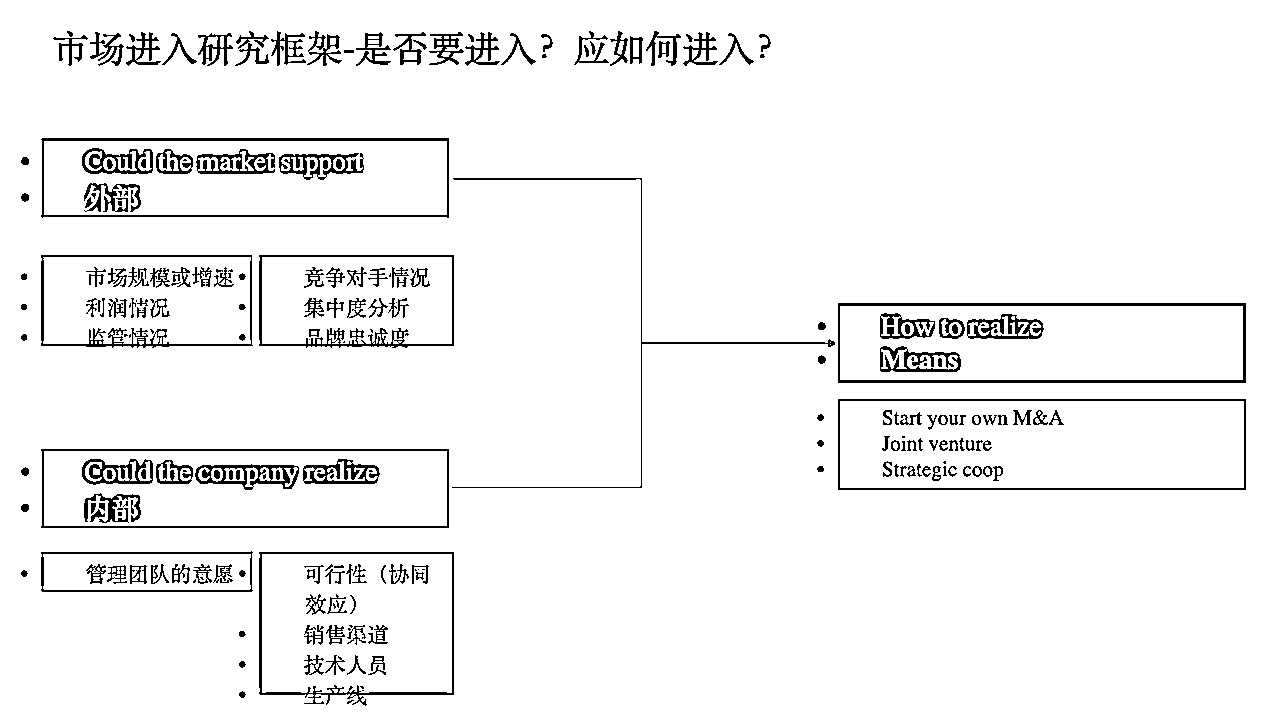 市场进入研究框架-是否要进入？应如何进入？
• Could the market support
• 外部
• 市场规模或增速
• 利润情况
• 监管情况
• 竞争对手情况
• 集中度分析
• 品牌忠诚度
• Could the company realize
• 内部
• 管理团队的意愿
• 可行性（协同
效应）
• 销售渠道
• 技术人员
• 生产线
• How to realize
• Means
• Start your own M&A
• Joint venture
• Strategic coop